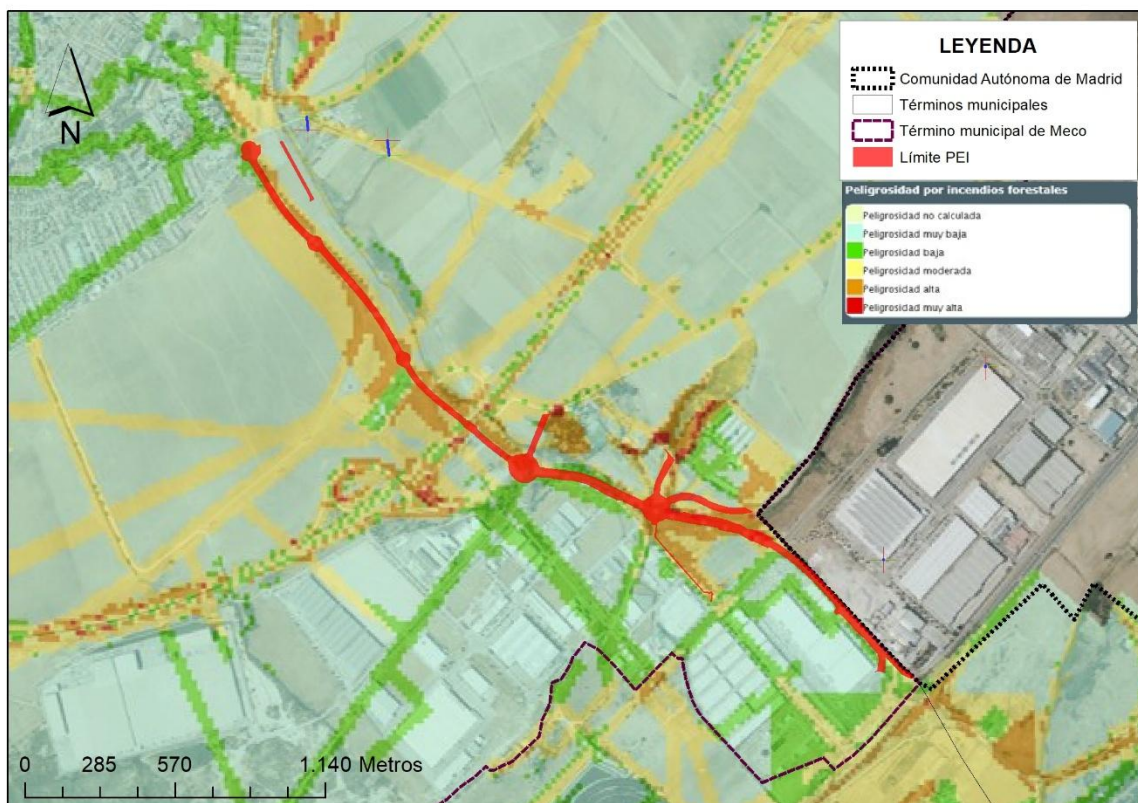 LEYENDA
Comunidad Autónoma de Madrid
Términos municipales
Término municipal de Meco
Límite PEI
Peligrosidad por incendios forestales
Peligrosidad no calculada
Peligrosidad muy baja
Peligrosidad baja
Peligrosidad moderada
Peligrosidad alta
Peligrosidad muy alta
N
0 285 570 1.140 Metros